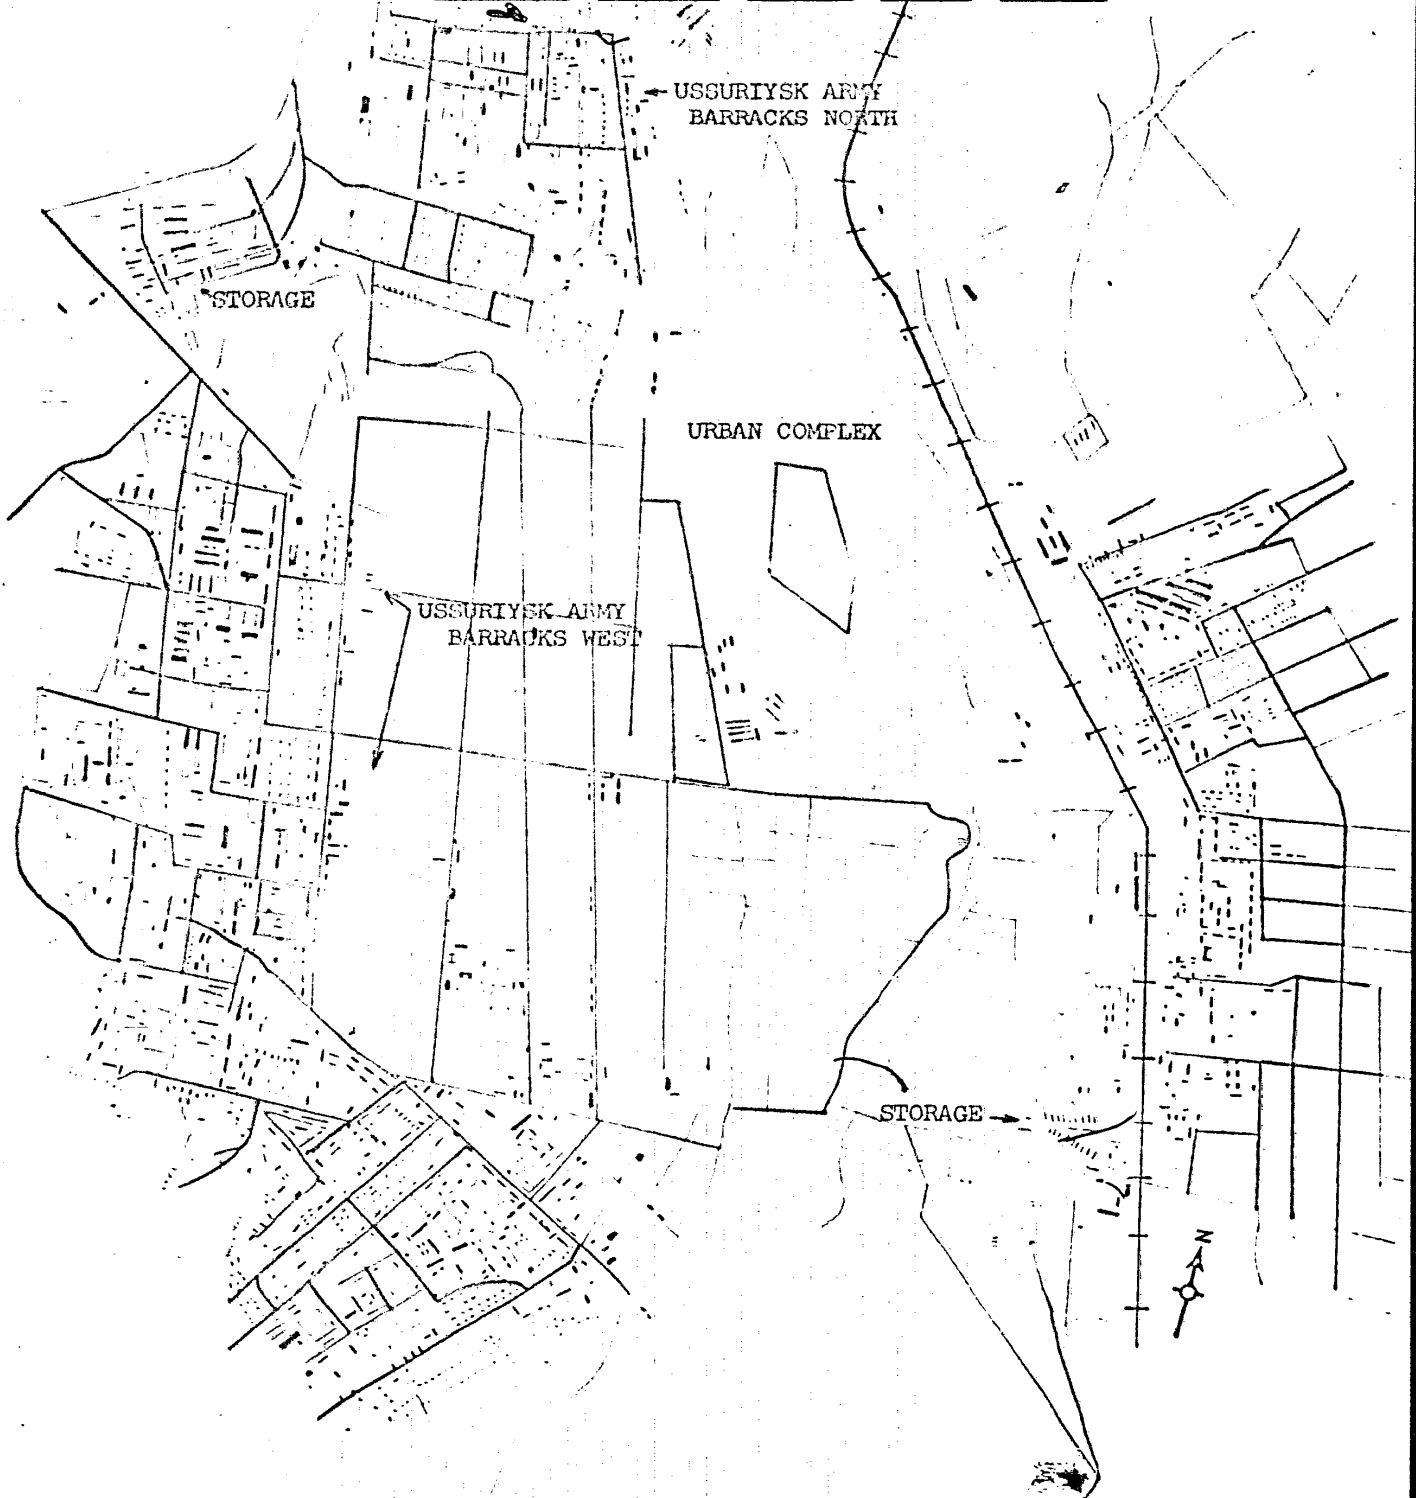 USSURIYSK ARMY
BARRACKS NORTH
STORAGE
URBAN COMPLEX
USSURIYSK ARMY
BARRACKS WEST
STORAGE
N